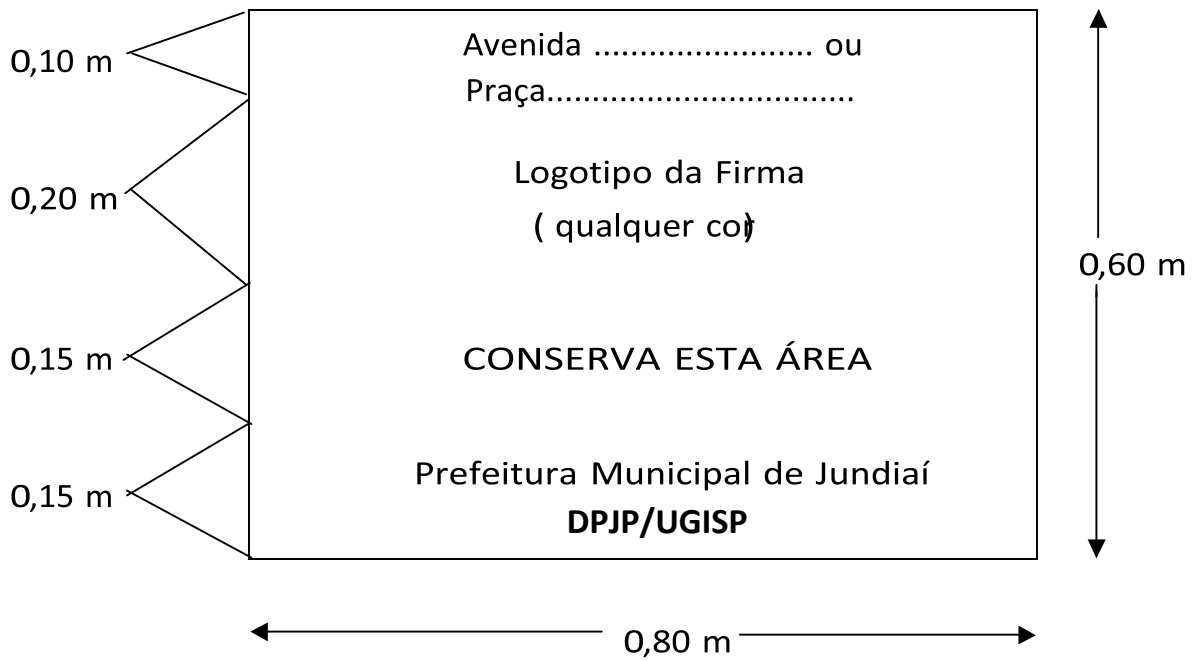 0,10 m
Avenida ........................ ou
Praça..................................
0,20 m
Logotipo da Firma
( qualquer cor)
0,60 m
0,15 m
CONSERVA ESTA ÁREA
0,15 m
Prefeitura Municipal de Jundiaí
DPJP/UGISP
0,80 m